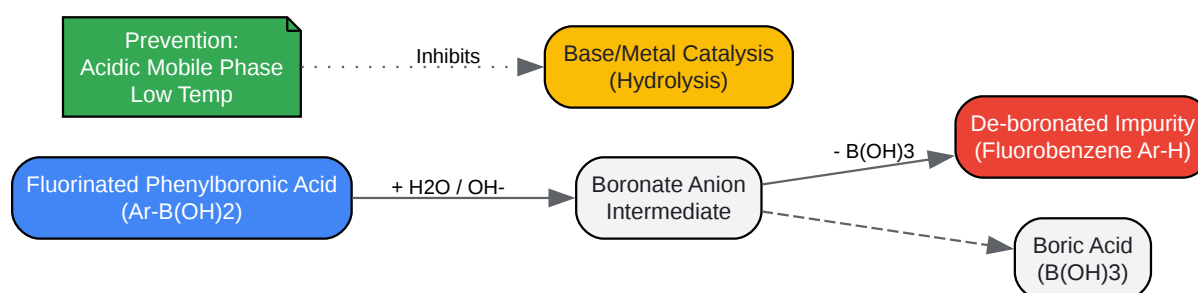 Prevention:
Acidic Mobile Phase
Low Temp
Inhibits
Base/Metal Catalysis
(Hydrolysis)
Fluorinated Phenylboronic Acid
(Ar-B(OH)2)
+ H2O / OH-
Boronate Anion
Intermediate
- B(OH)3
De-boronated Impurity
(Fluorobenzene Ar-H)
Boric Acid
(B(OH)3)